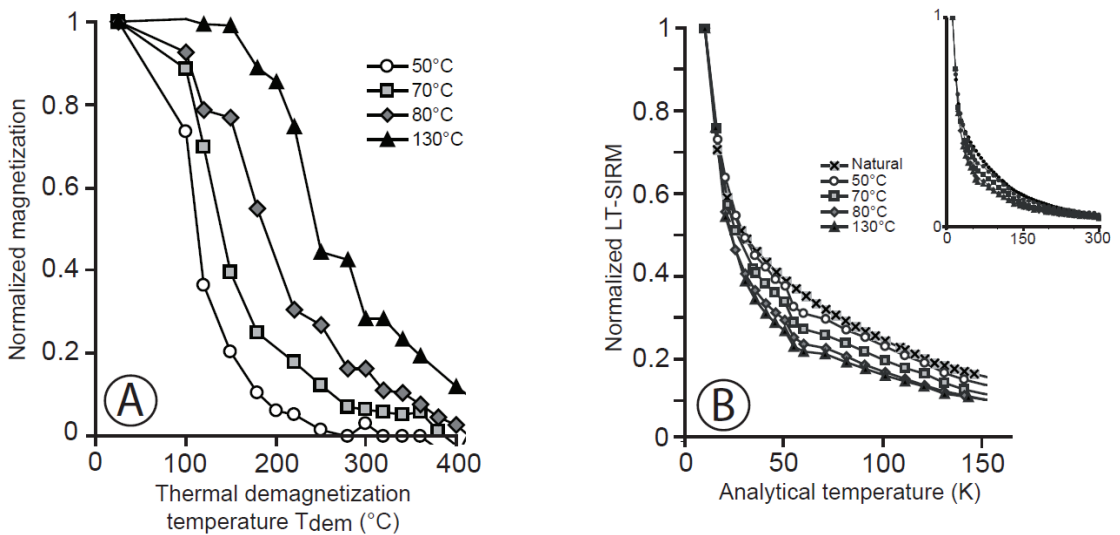 1
0.8
0.6
0.4
0.2
0
0
100
200
300
400
Normalized magnetization
Thermal demagnetization
temperature Tdem (°C)
50°C
70°C
80°C
130°C
A
1
0.8
0.6
0.4
0.2
0
0
50
100
150
Normalized LT-SIRM
Analytical temperature (K)
Natural
50°C
70°C
80°C
130°C
B
1
0
0
150
300